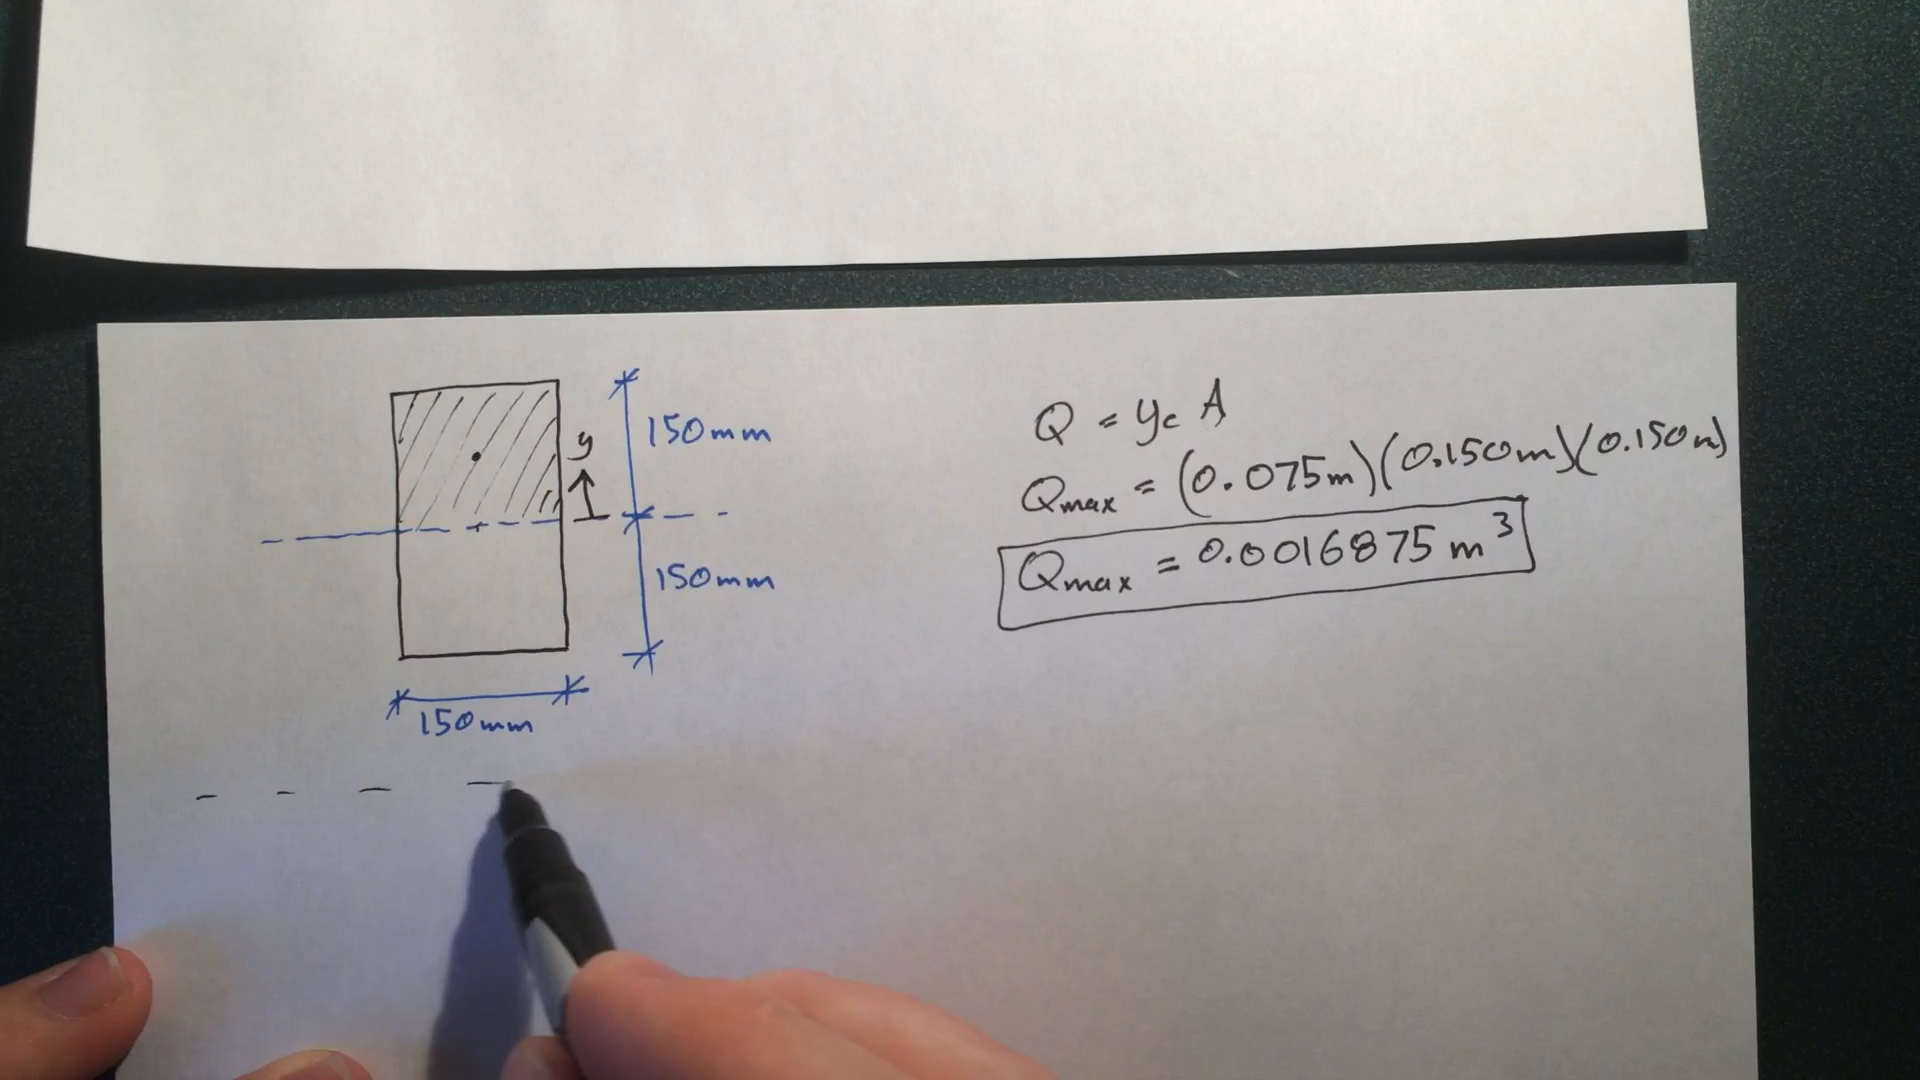 150mm
y
150mm
150mm
Q = yc A
Qmax = (0.075m)(0.150m)(0.150m)
Qmax = 0.0016875 m³